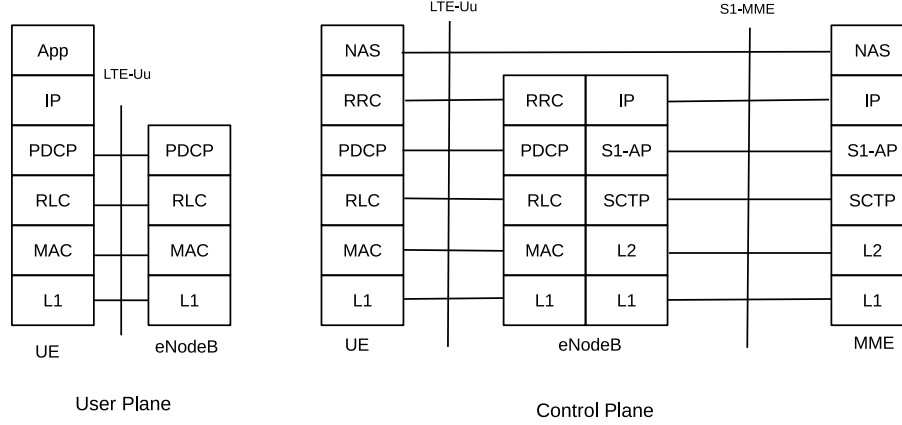 LTE-Uu
S1-MME
App
NAS
NAS
LTE-Uu
IP
RRC
RRC
IP
IP
PDCP
PDCP
PDCP
PDCP
S1-AP
S1-AP
RLC
RLC
RLC
RLC
SCTP
SCTP
MAC
MAC
MAC
MAC
L2
L2
L1
L1
L1
L1
L1
L1
UE
eNodeB
UE
eNodeB
MME
User Plane
Control Plane